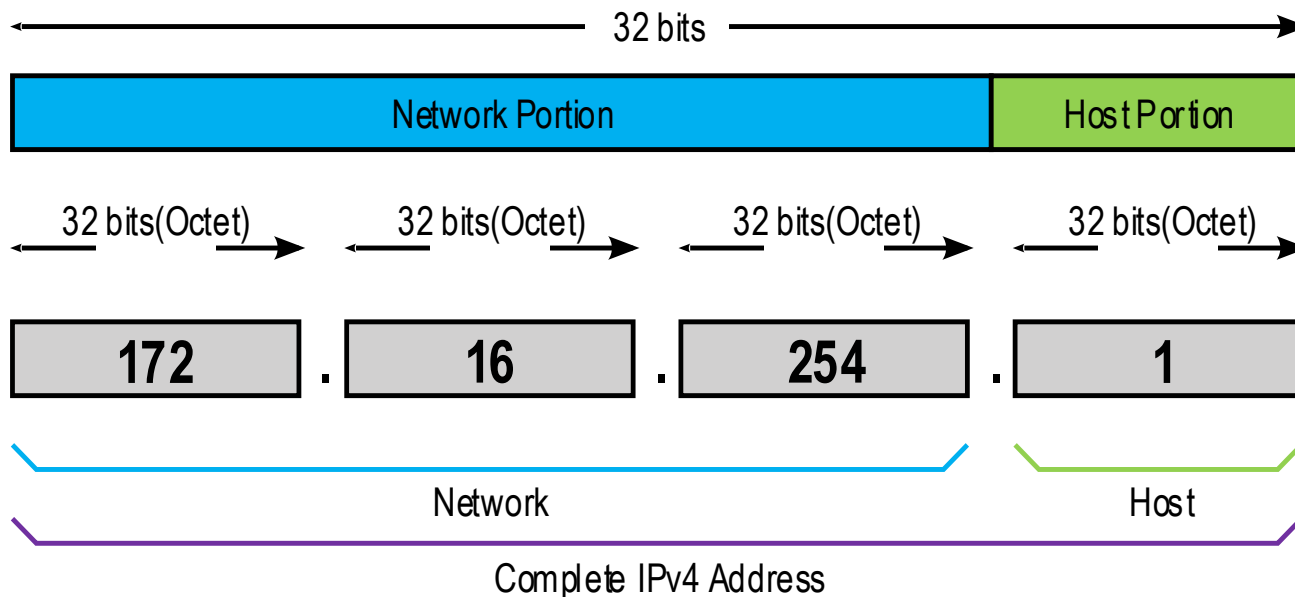 32 bits
Network Portion Host Portion
32 bits(Octet) 32 bits(Octet) 32 bits(Octet) 32 bits(Octet)
172 . 16 . 254 . 1
Network Host
Complete IPv4 Address